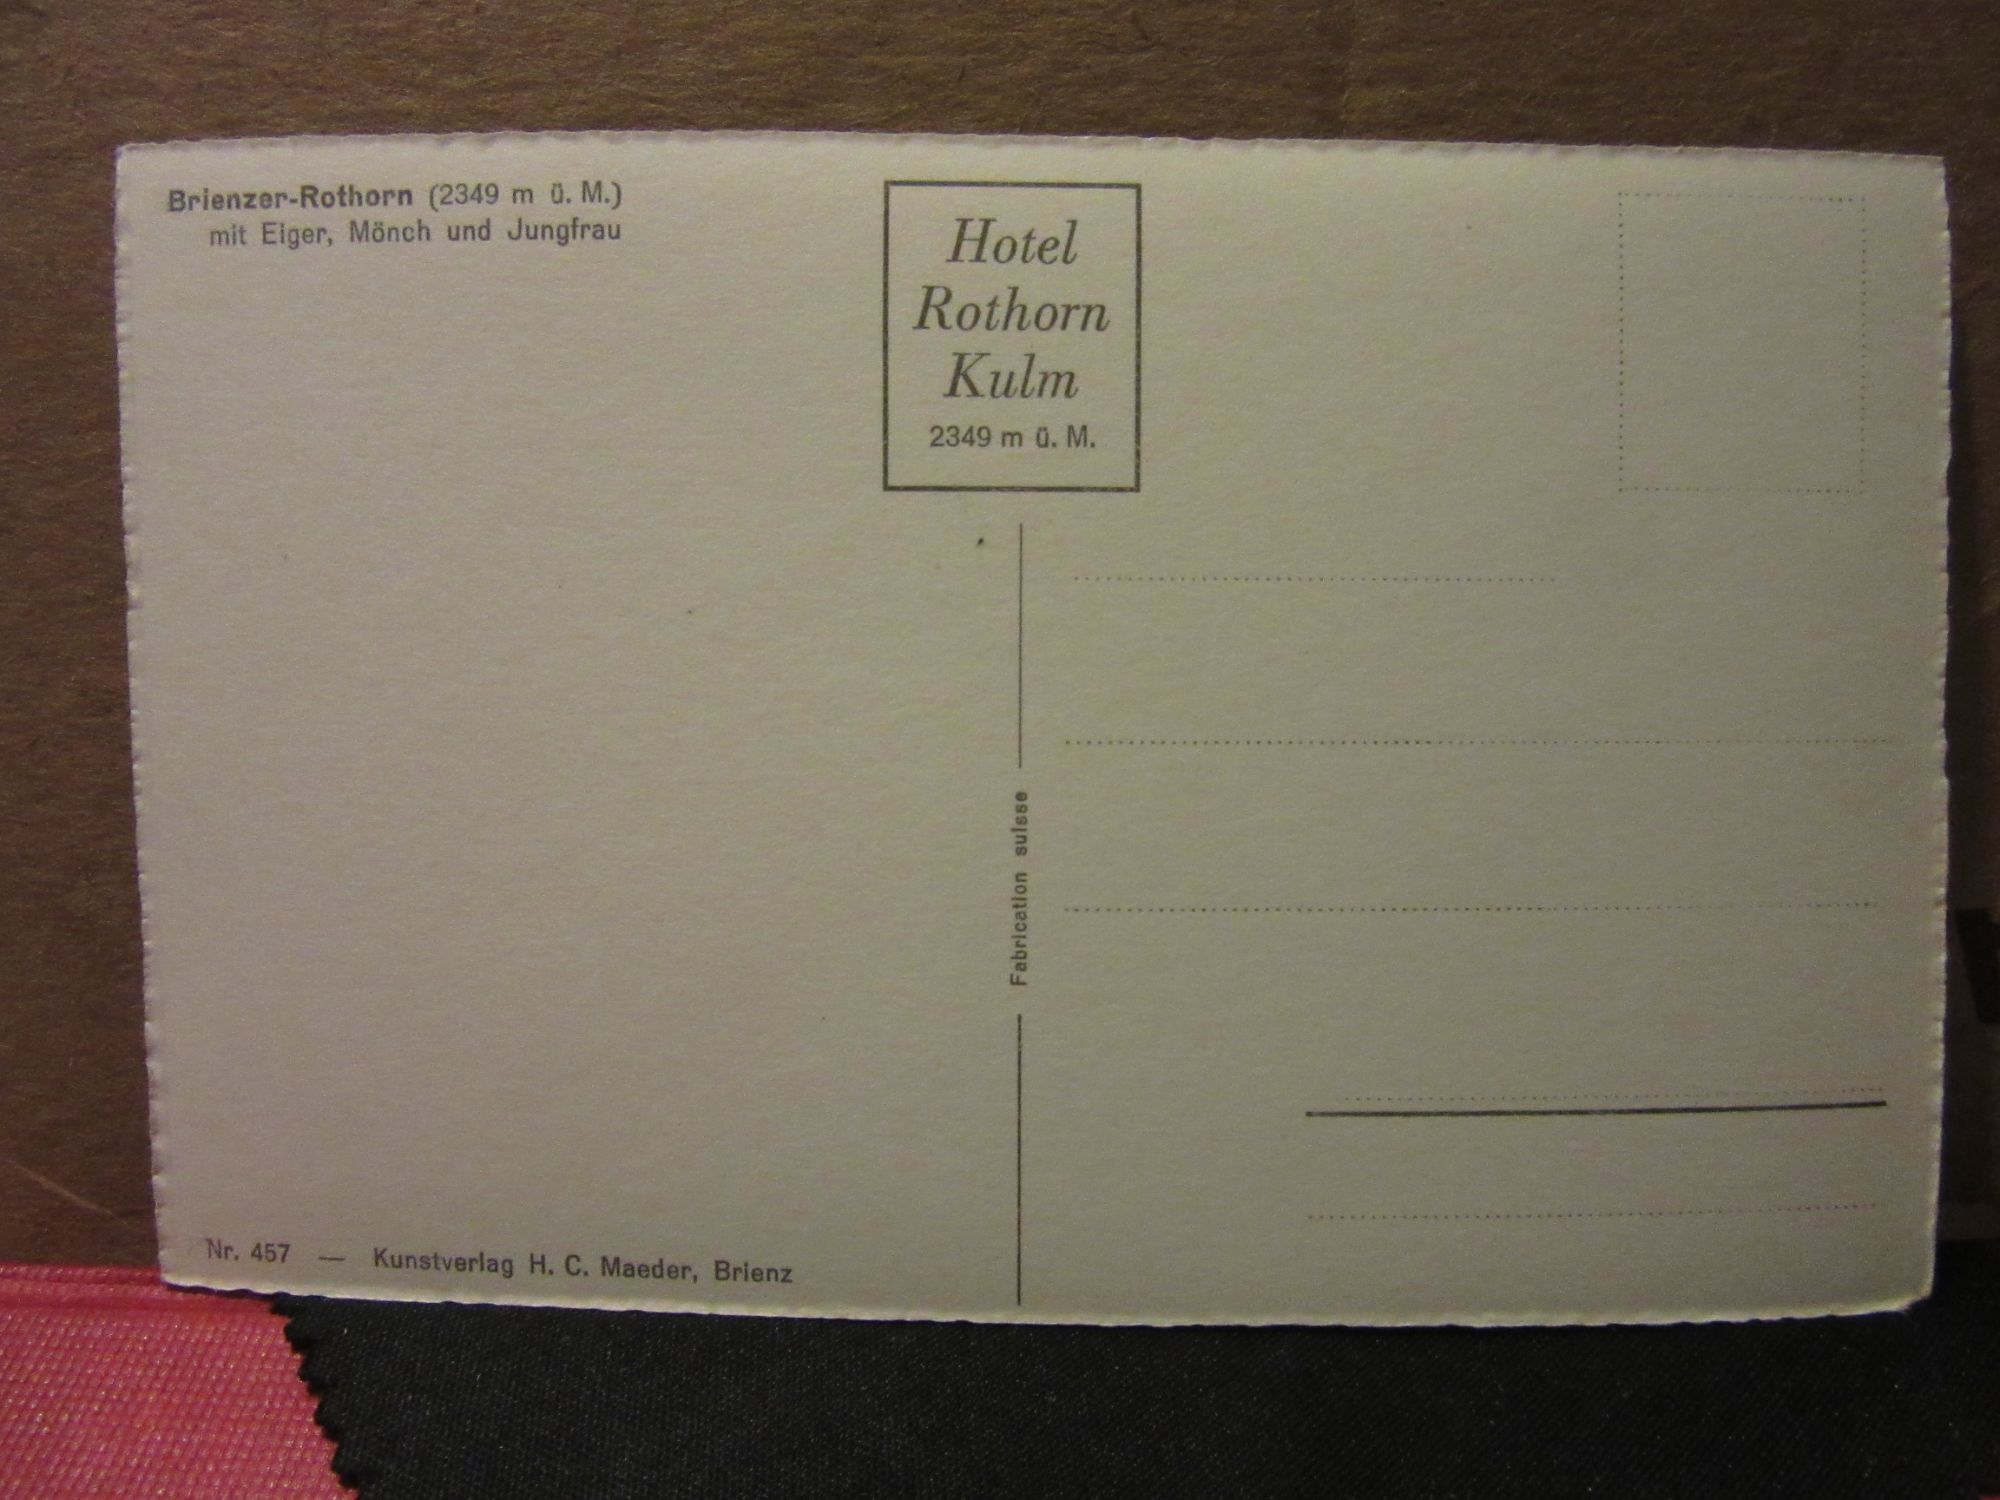 Brienzer-Rothorn (2349 m ü. M.)
mit Eiger, Mönch und Jungfrau
Hotel
Rothorn
Kulm
2349 m ü. M.
Fabrication suisse
Nr. 457 — Kunstverlag H. C. Maeder, Brienz